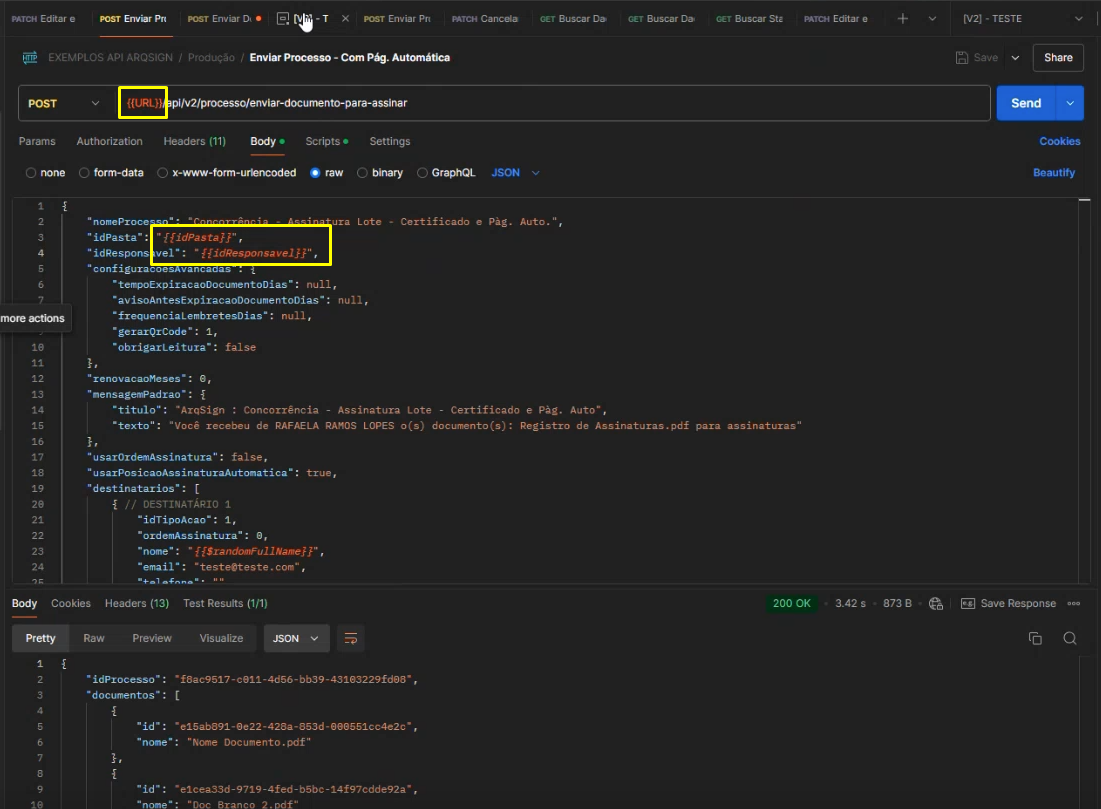 PATCH Editar e POST Enviar Pr POST Enviar D [V - T PATCH Cancela GET Buscar Da GET Buscar Da GET Buscar Sta PATCH Editar e [V2] - TESTE
HTTP EXEMPLOS API ARQSIGN / Produção / Enviar Processo - Com Pág. Automática Save Share
POST {{URL}}/api/v2/processo/enviar-documento-para-assinar Send
Params Authorization Headers (11) Body Scripts Settings Cookies
none form-data x-www-form-urlencoded raw binary GraphQL JSON Beautify
1 {
2 "nomeProcesso": "Concorrência - Assinatura Lote - Certificado e Pàg. Auto.",
3 "idPasta": "{{idPasta}}",
4 "idResponsavel": "{{idResponsavel}}",
5 "configuracoesAvancadas": {
6 "tempoExpiracaoDocumentoDias": null,
7 "avisoAntesExpiracaoDocumentoDias": null,
more actions "frequenciaLembretesDias": null,
9 "gerarQrCode": 1,
10 "obrigarLeitura": false
11 },
12 "renovacaoMeses": 0,
13 "mensagemPadrao": {
14 "titulo": "ArqSign : Concorrência - Assinatura Lote - Certificado e Pàg. Auto",
15 "texto": "Você recebeu de RAFAELA RAMOS LOPES o(s) documento(s): Registro de Assinaturas.pdf para assinaturas"
16 },
17 "usarOrdemAssinatura": false,
18 "usarPosicaoAssinaturaAutomatica": true,
19 "destinatarios": [
20 { // DESTINATÁRIO 1
21 "idTipoAcao": 1,
22 "ordemAssinatura": 0,
23 "nome": "{{$randomFullName}}",
24 "email": "teste@teste.com",
25 "telefone": ""
Body Cookies Headers (13) Test Results (1/1) 200 OK 3.42 s 873 B e.g. Save Response
Pretty Raw Preview Visualize JSON
1 {
2 "idProcesso": "f8ac9517-c011-4d56-bb39-43103229fd08",
3 "documentos": [
4 {
5 "id": "e15ab891-0e22-428a-853d-000551cc4e2c",
6 "nome": "Nome Documento.pdf"
7 },
8 {
9 "id": "e1cea33d-9719-4fed-b5bc-14f97cdde92a",
10 "nome": "Doc Branco 2.pdf"